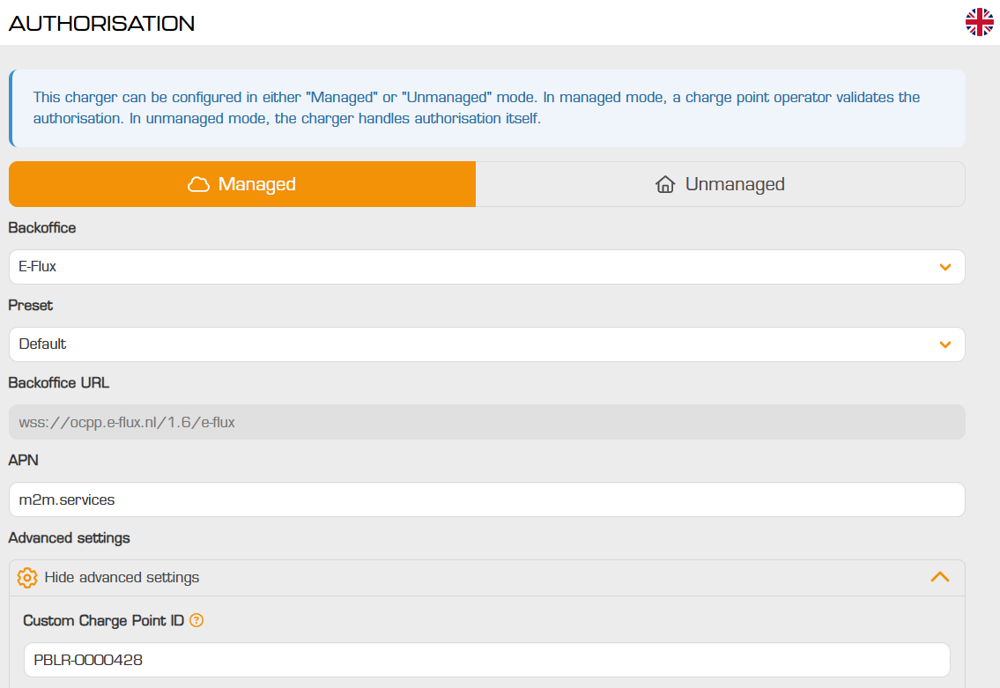 AUTHORISATION
This charger can be configured in either "Managed" or "Unmanaged" mode. In managed mode, a charge point operator validates the
authorisation. In unmanaged mode, the charger handles authorisation itself.
Managed
Unmanaged
Backoffice
E-Flux
Preset
Default
Backoffice URL
wss://ocpp.e-flux.nl/1.6/e-flux
APN
m2m.services
Advanced settings
Hide advanced settings
Custom Charge Point ID ?
PBLR-0000428